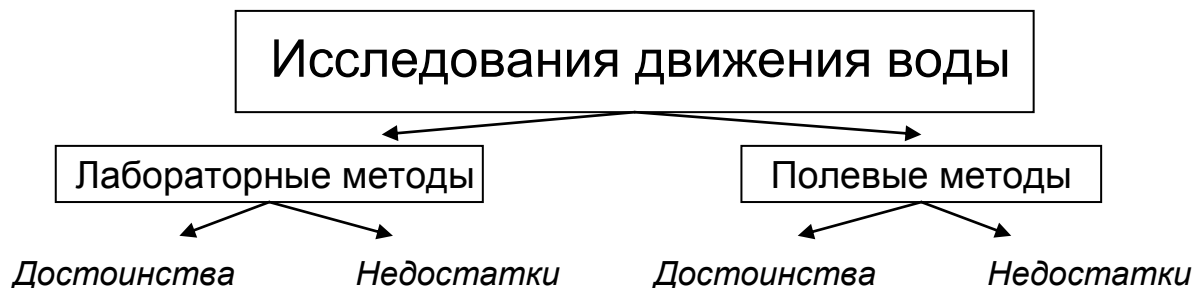 Исследования движения воды
Лабораторные методы Полевые методы
Достоинства Недостатки Достоинства Недостатки